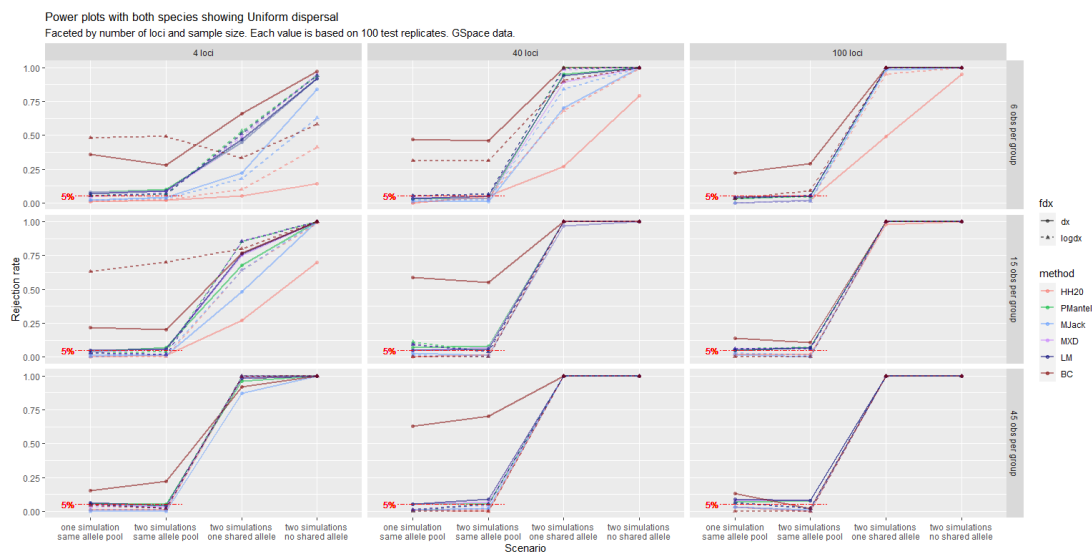 Power plots with both species showing Uniform dispersal
Faceted by number of loci and sample size. Each value is based on 100 test replicates. GSpace data.
4 loci
40 loci
100 loci
1.00
0.75
0.50
0.25
0.00
5%
5%
5%
6 obs per group
1.00
0.75
0.50
0.25
0.00
5%
5%
5%
15 obs per group
1.00
0.75
0.50
0.25
0.00
5%
5%
5%
45 obs per group
Rejection rate
one simulation
same allele pool
two simulations
same allele pool
two simulations
one shared allele
two simulations
no shared allele
one simulation
same allele pool
two simulations
same allele pool
two simulations
one shared allele
two simulations
no shared allele
one simulation
same allele pool
two simulations
same allele pool
two simulations
one shared allele
two simulations
no shared allele
Scenario
fdx
dx
logdx
method
HH20
PMantel
MJack
MXD
LM
BC